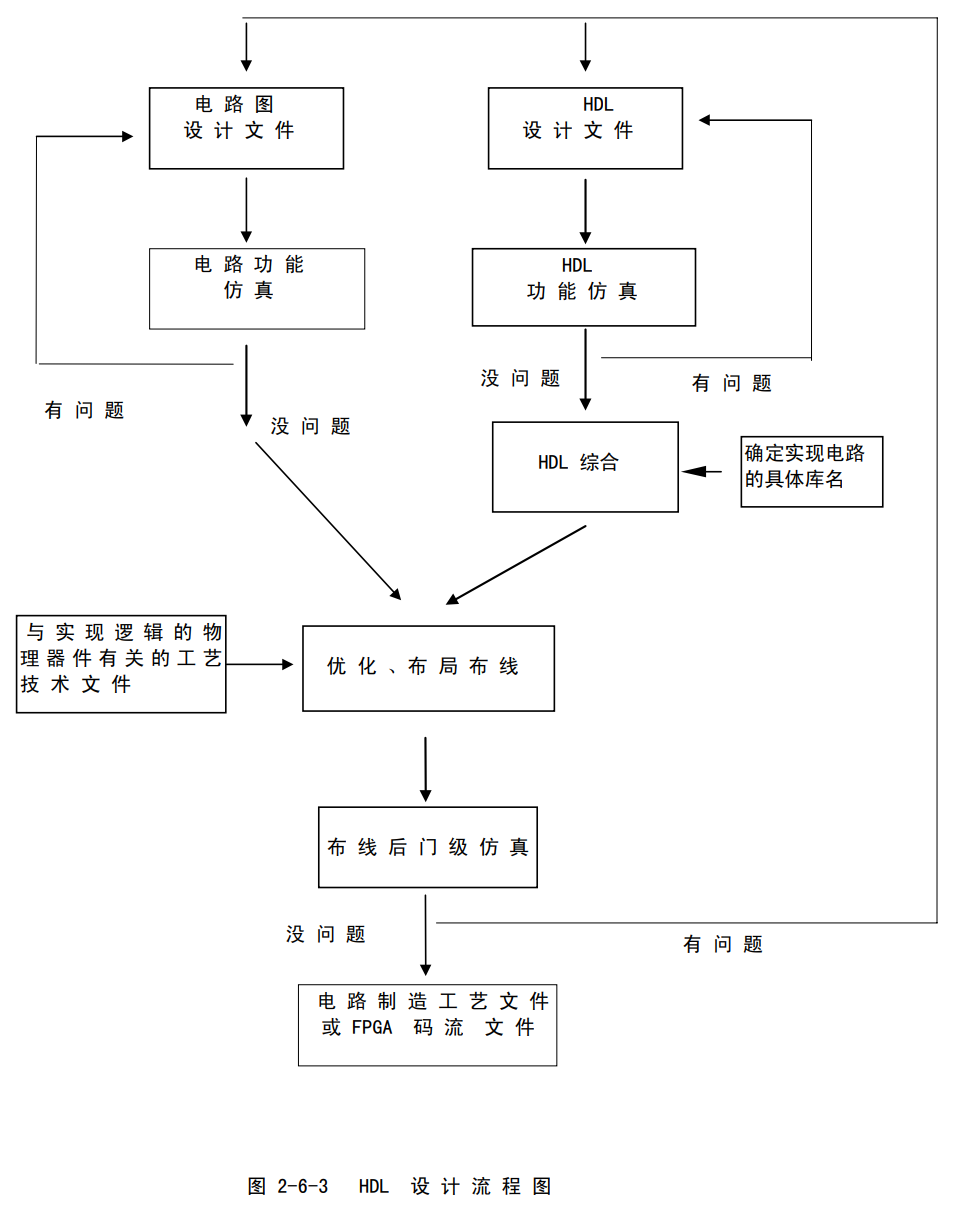 电路图
设计文件
HDL
设计文件
电路功能
仿真
HDL
功能仿真
有问题
没问题
没问题
有问题
HDL 综合
确定实现电路
的具体库名
与实现逻辑的物
理器件有关的工艺
技术文件
优化、布局布线
布线后门级仿真
没问题
有问题
电路制造工艺文件
或 FPGA 码流 文件
图 2-6-3 HDL 设计流程图